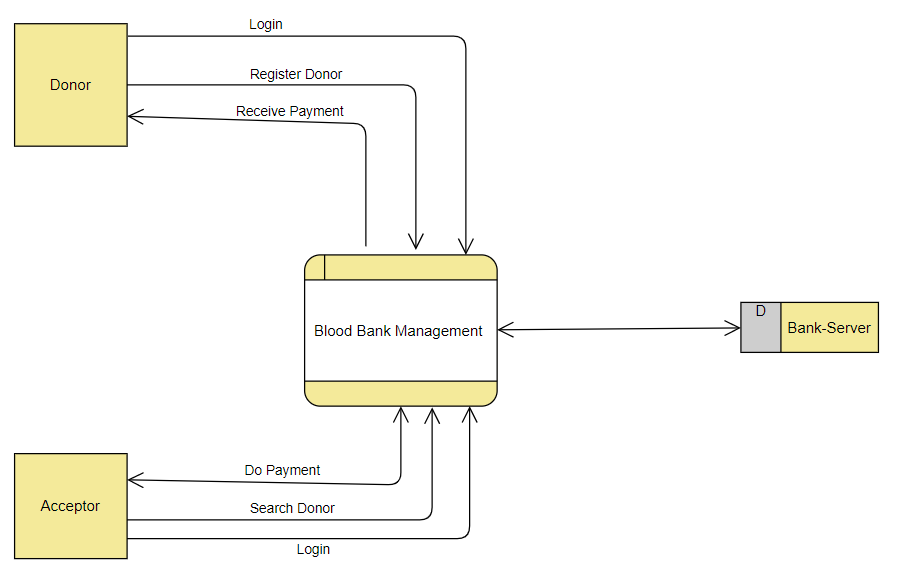 Login
Donor
Register Donor
Receive Payment
Blood Bank Management
D
Bank-Server
Do Payment
Acceptor
Search Donor
Login